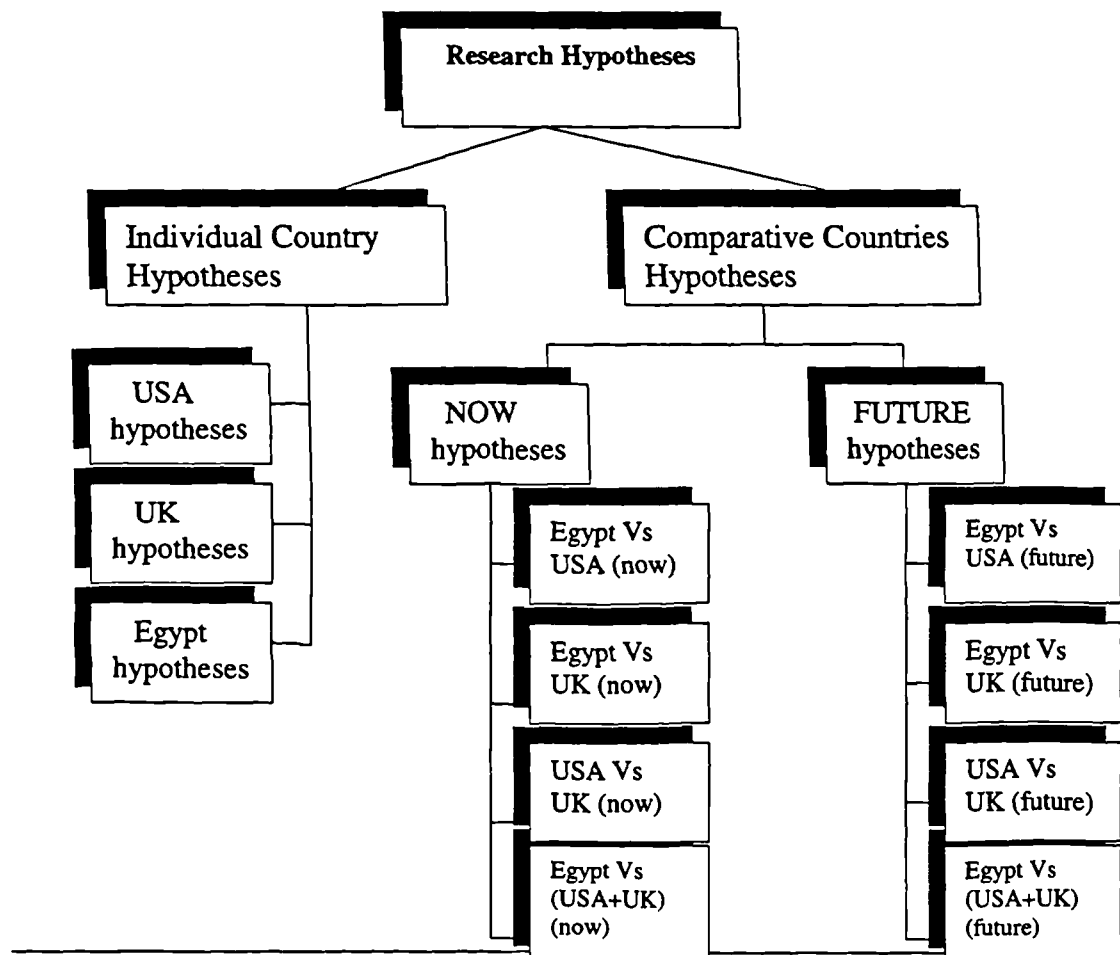 Research Hypotheses
Individual Country
Hypotheses
Comparative Countries
Hypotheses
USA
hypotheses
UK
hypotheses
Egypt
hypotheses
NOW
hypotheses
Egypt Vs
USA (now)
Egypt Vs
UK (now)
USA Vs
UK (now)
Egypt Vs
(USA+UK)
(now)
FUTURE
hypotheses
Egypt Vs
USA (future)
Egypt Vs
UK (future)
USA Vs
UK (future)
Egypt Vs
(USA+UK)
(future)